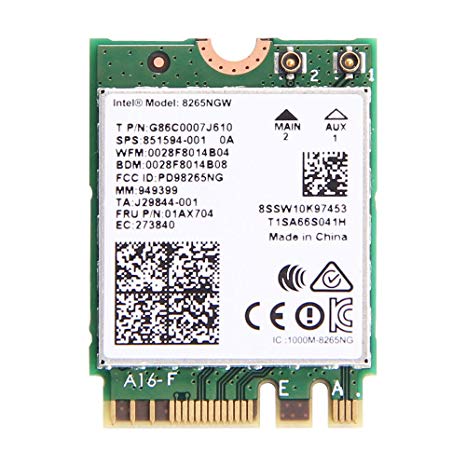 2 1
Intel® Model: 8265NGW
T P/N:G86C0007J610
SPS:851594-001 0A
WFM:0028F8014B04
BDM:0028F8014B08
FCC ID:PD98265NG
MM:949399
TA:J29844-001
FRU P/N:01AX704
EC:273840
MAIN AUX
2 1
8SSW10K97453
T1SA66S041H
Made in China
CE
IC :1000M-8265NG
A16-F E A